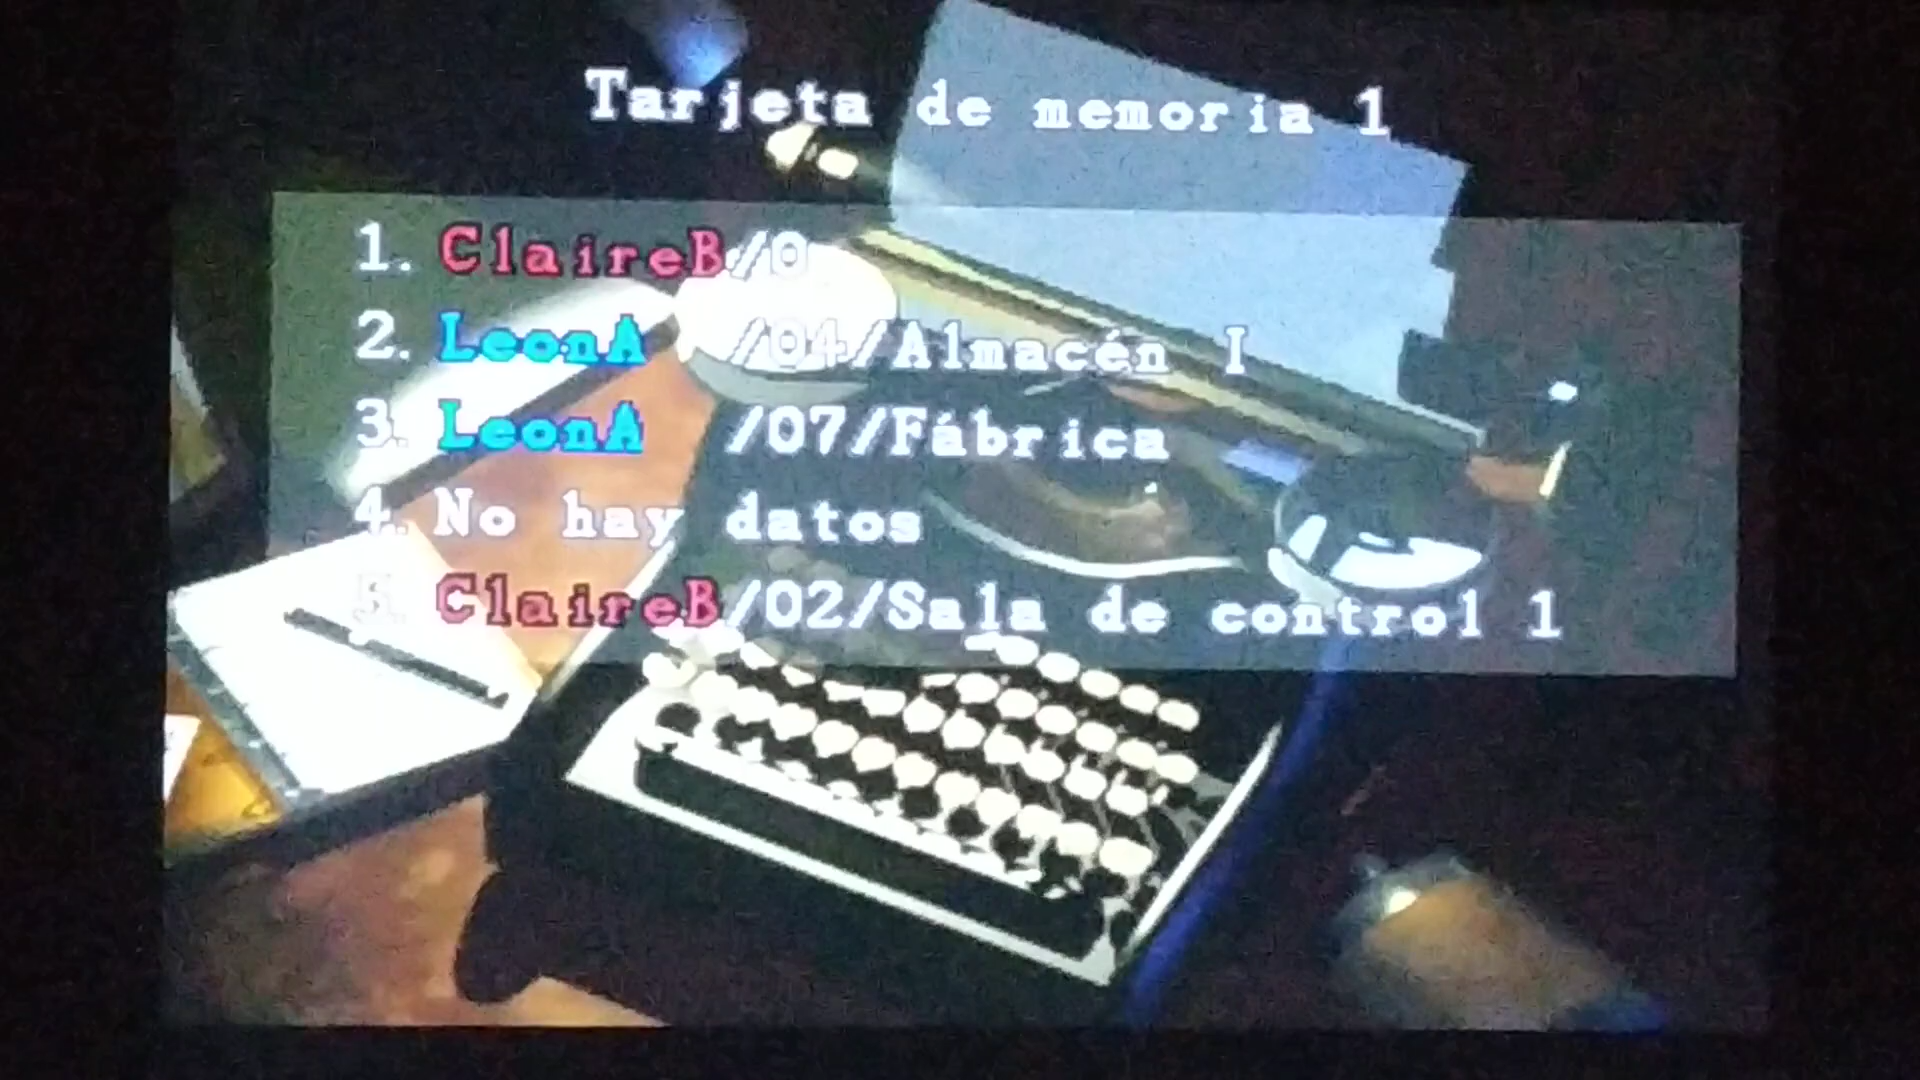 Tarjeta de memoria 1
1. ClaireB/0
2. LeonA /04/Almacén I
3. LeonA /07/Fábrica
4. No hay datos
5. ClaireB/02/Sala de control 1